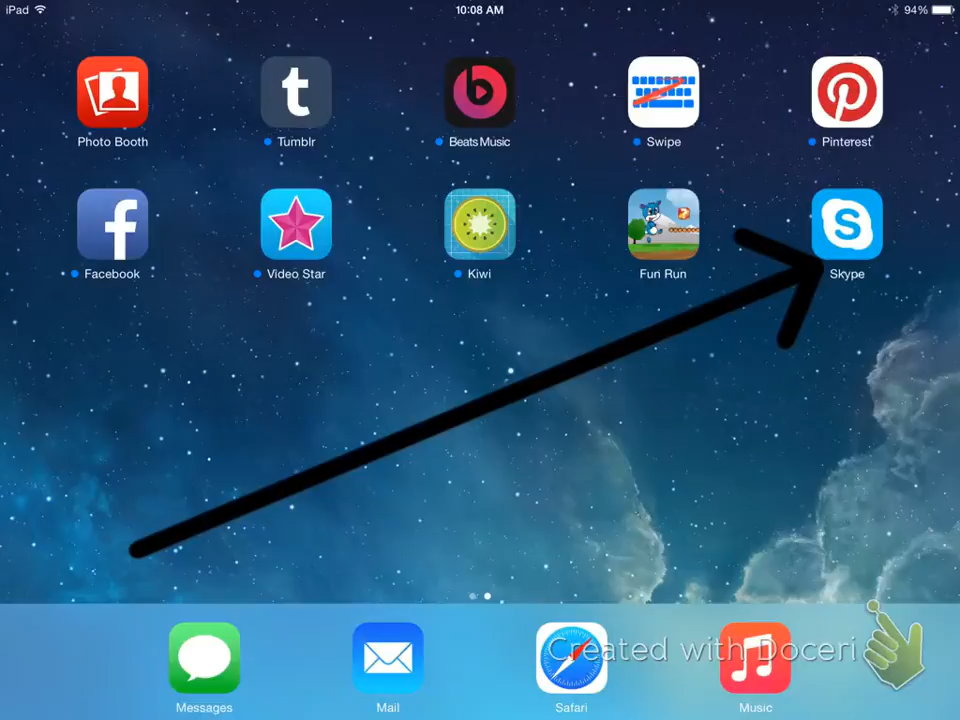 iPad 10:08 AM 94%
Photo Booth Tumblr Beats Music Swipe Pinterest
Facebook Video Star Kiwi Fun Run Skype
Created with Doceri
Messages Mail Safari Music